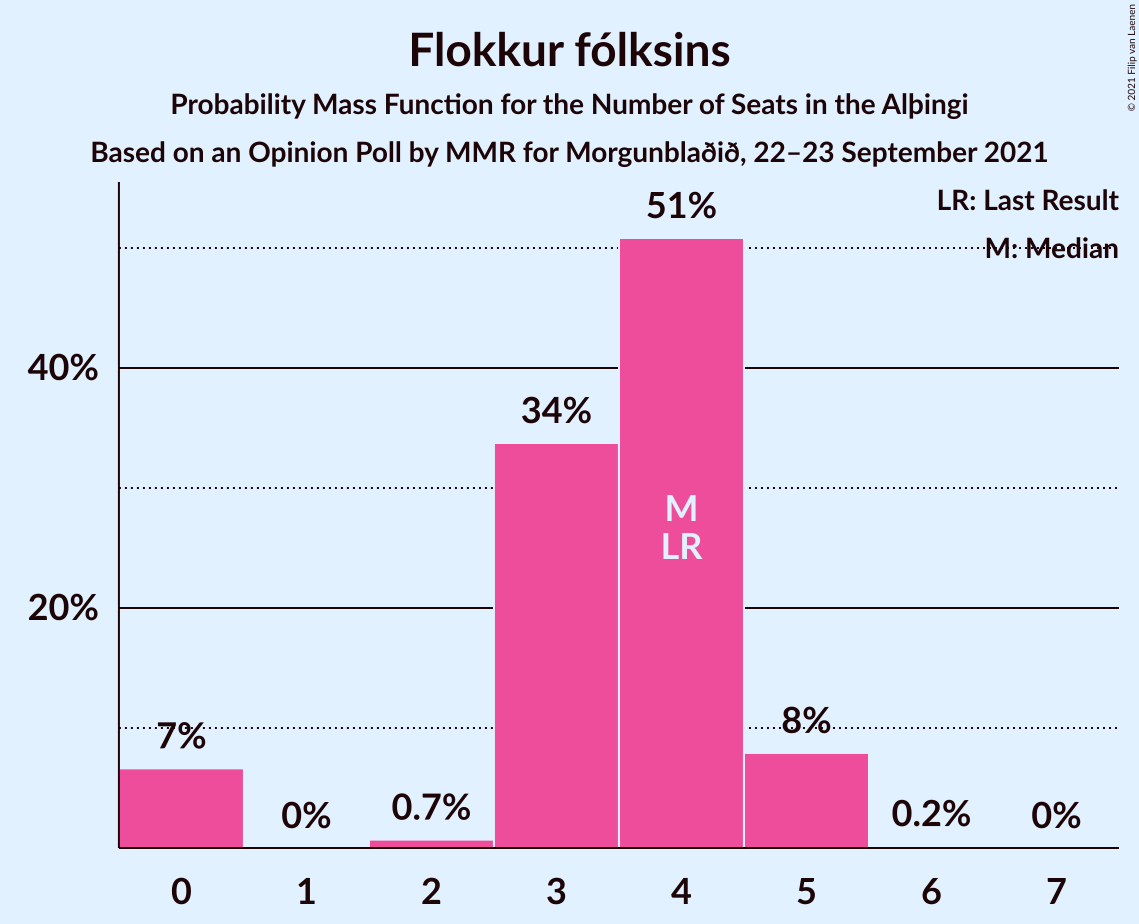 Flokkur fólksins
Probability Mass Function for the Number of Seats in the Alþingi
Based on an Opinion Poll by MMR for Morgunblaðið, 22–23 September 2021
© 2021 Filip van Laenen
LR: Last Result
M: Median
51%
40%
34%
M
LR
20%
7%
0%
0.7%
8%
0.2%
0%
0 1 2 3 4 5 6 7